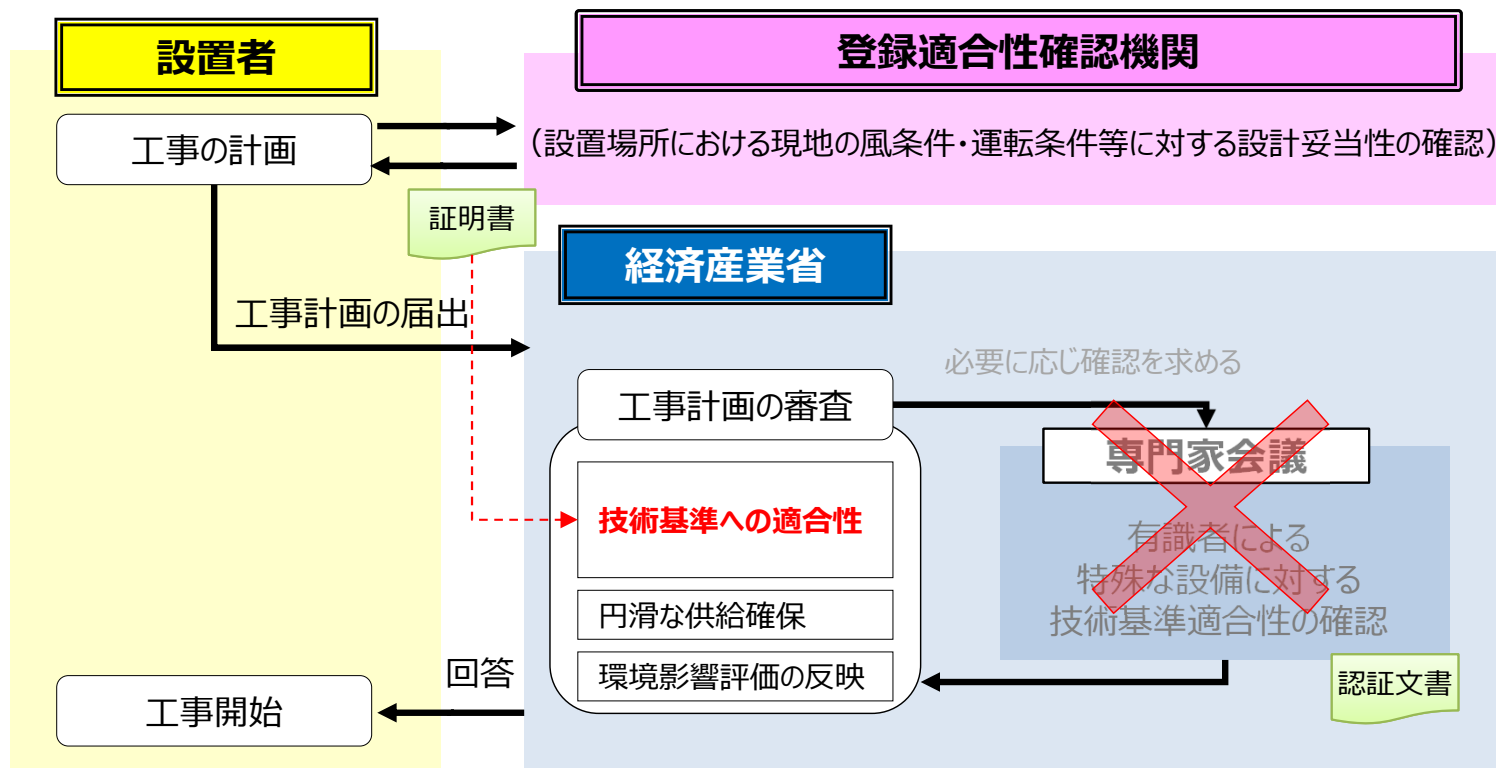 設置者
登録適合性確認機関
工事の計画
（設置場所における現地の風条件・運転条件等に対する設計妥当性の確認）
証明書
経済産業省
工事計画の届出
必要に応じ確認を求める
工事計画の審査
専門家会議
技術基準への適合性
有識者による
特殊な設備に対する
技術基準適合性の確認
円滑な供給確保
環境影響評価の反映
認証文書
回答
工事開始